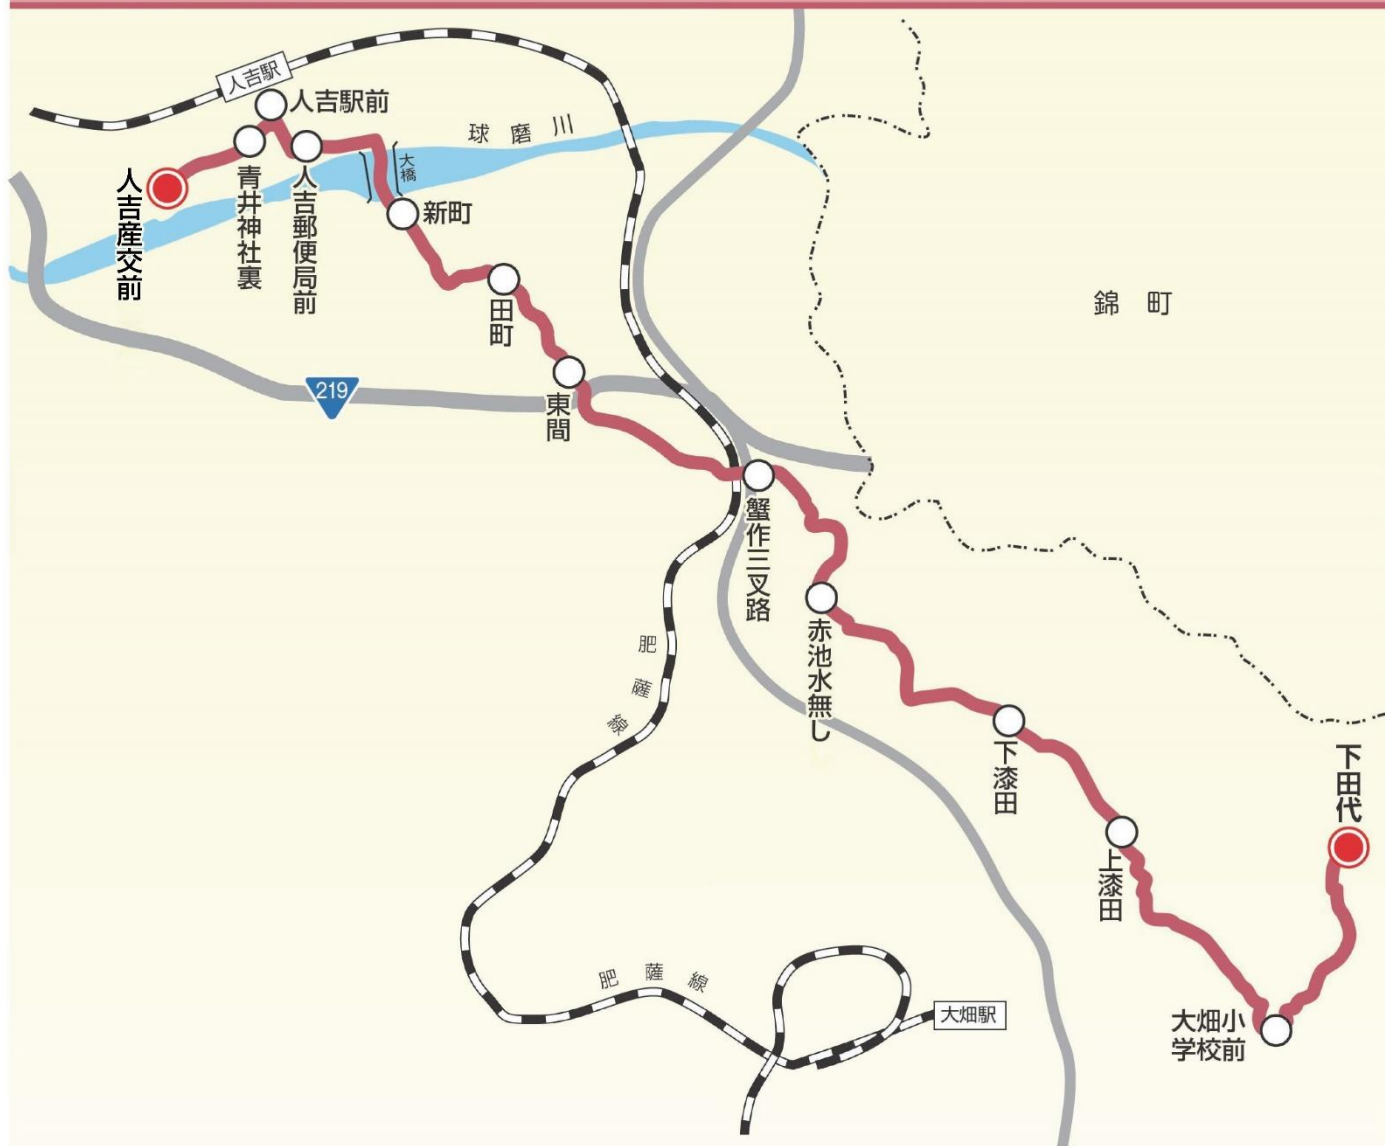 人吉駅
人吉駅前
球磨川
大橋
人吉産交前
青井神社裏
人吉郵便局前
新町
田町
錦町
219
東間
蟹作三叉路
赤池水無し
肥薩線
下漆田
下田代
上漆田
肥薩線
大畑駅
大畑小
学校前